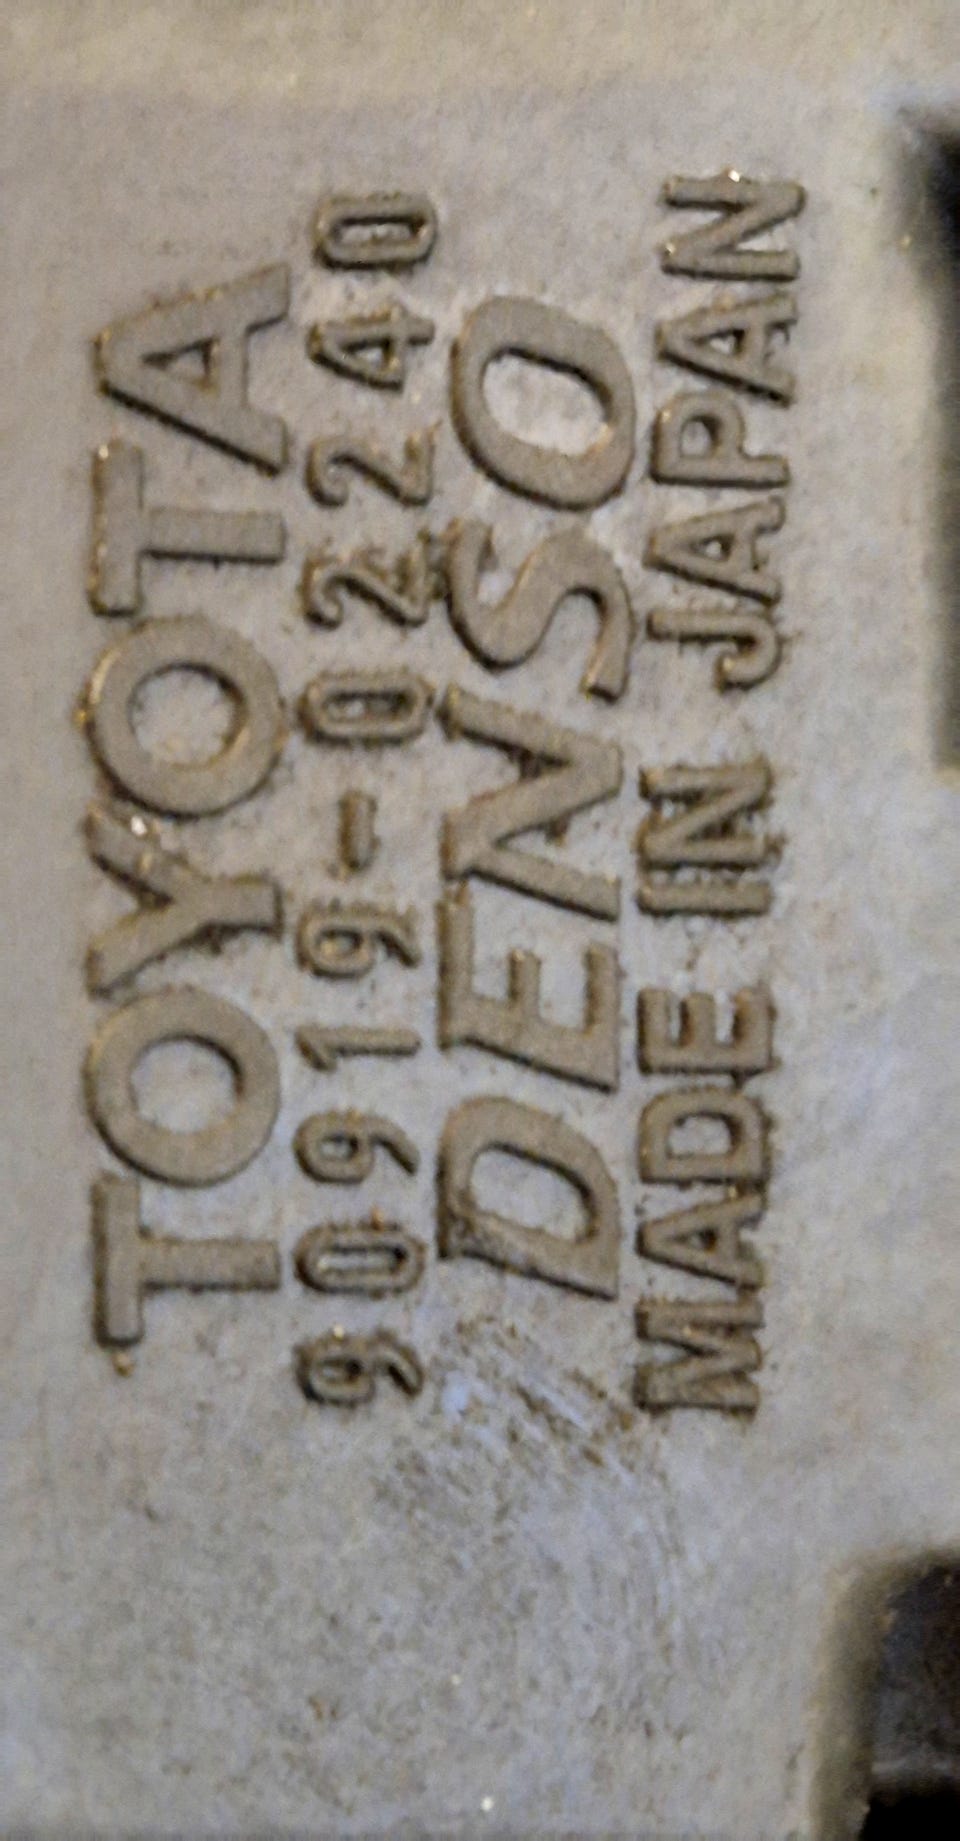 TOYOTA
90919-02240
DENSO
MADE IN JAPAN